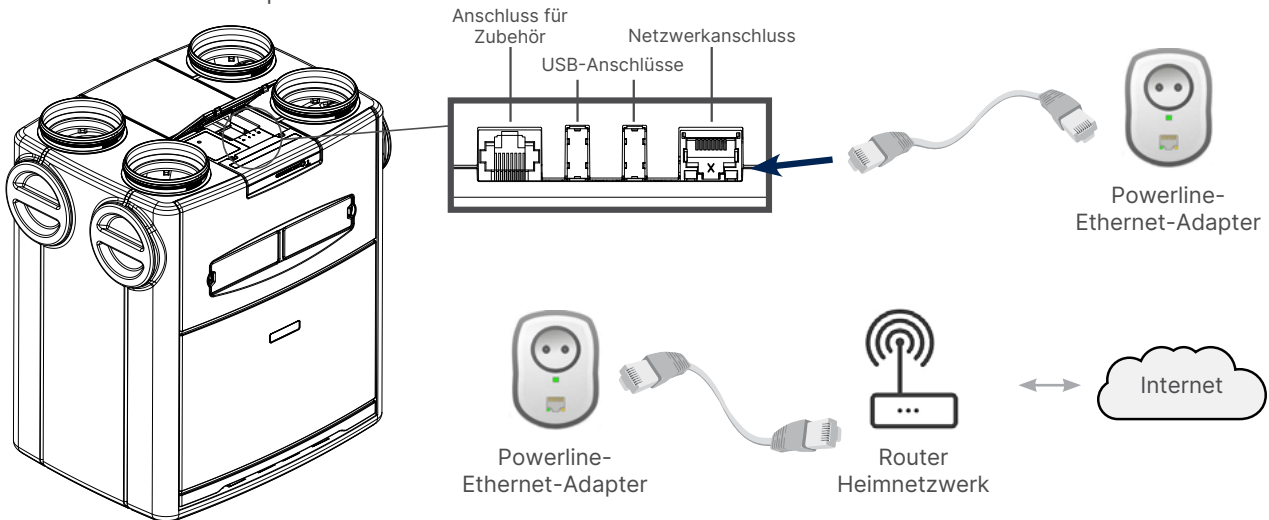 Anschluss für
Zubehör
USB-Anschlüsse
Netzwerkanschluss
X
Powerline-
Ethernet-Adapter
Powerline-
Ethernet-Adapter
Router
Heimnetzwerk
Internet